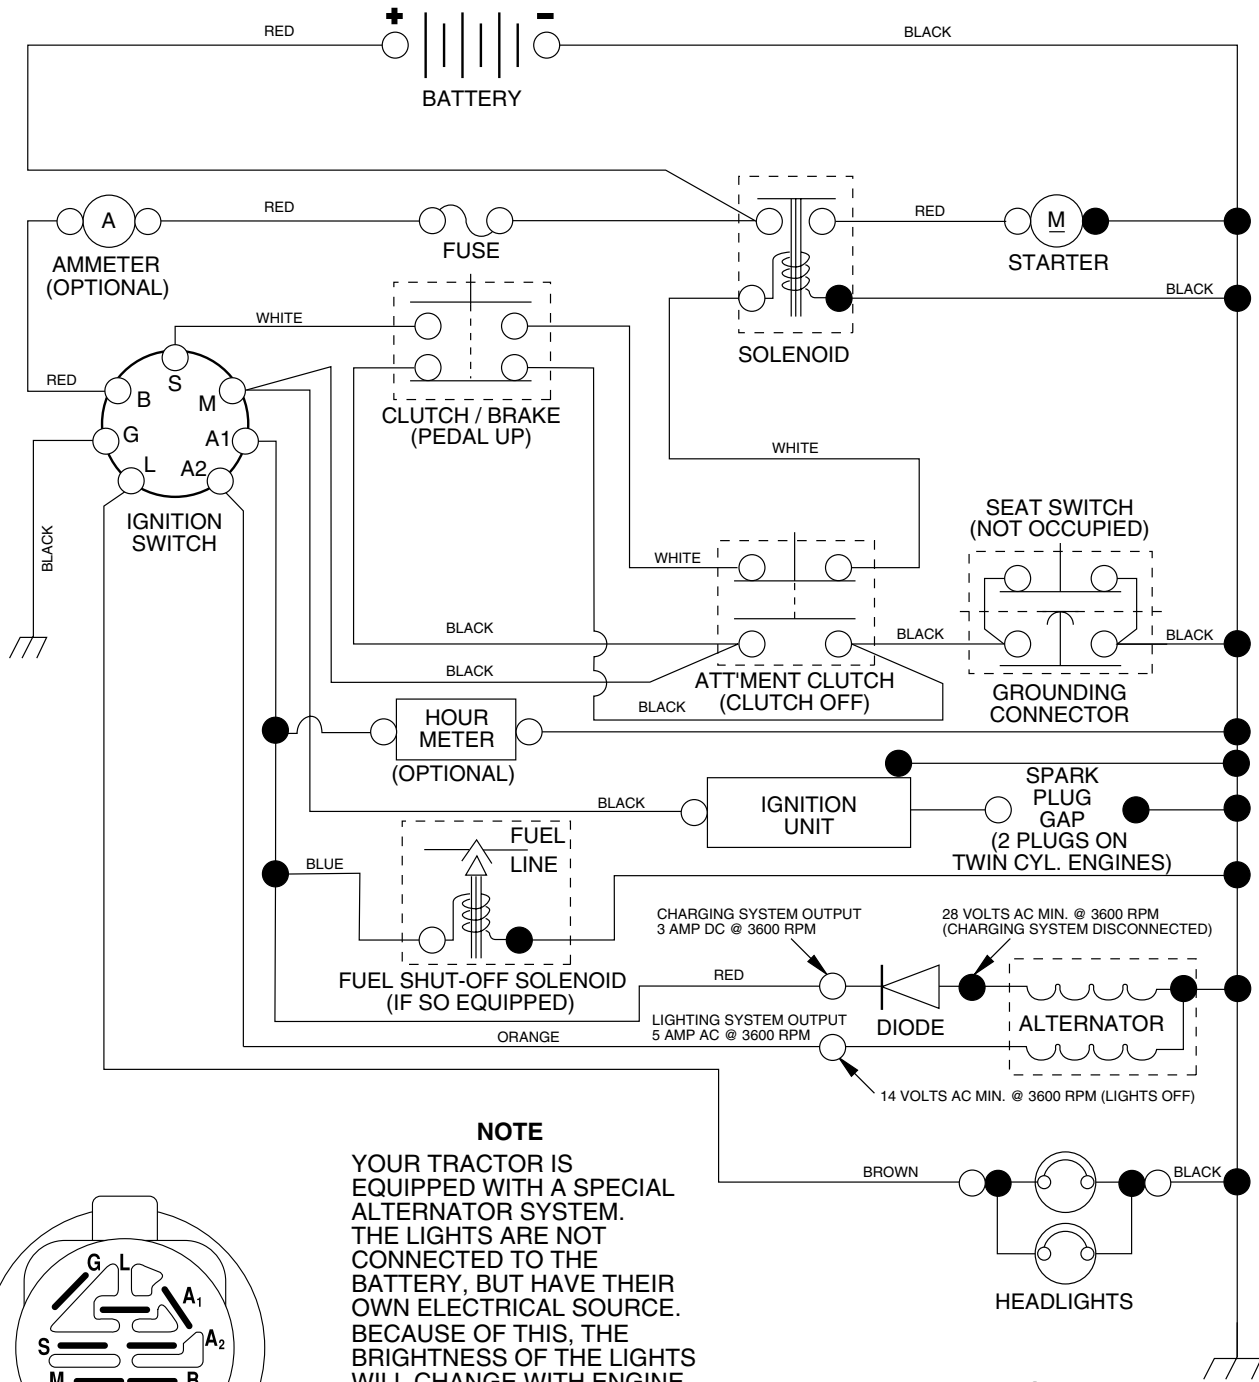 + -
RED
BLACK
BATTERY
A
RED
FUSE
RED
M
STARTER
AMMETER
(OPTIONAL)
BLACK
SOLENOID
WHITE
CLUTCH / BRAKE
(PEDAL UP)
RED
S
B
M
G
A1
L
A2
IGNITION
SWITCH
BLACK
WHITE
SEAT SWITCH
(NOT OCCUPIED)
WHITE
BLACK
BLACK
BLACK
BLACK
ATT'MENT CLUTCH
(CLUTCH OFF)
BLACK
GROUNDING
CONNECTOR
HOUR
METER
(OPTIONAL)
BLACK
IGNITION
UNIT
SPARK
PLUG
GAP
(2 PLUGS ON
TWIN CYL. ENGINES)
FUEL
LINE
BLUE
FUEL SHUT-OFF SOLENOID
(IF SO EQUIPPED)
CHARGING SYSTEM OUTPUT
3 AMP DC @ 3600 RPM
28 VOLTS AC MIN. @ 3600 RPM
(CHARGING SYSTEM DISCONNECTED)
RED
DIODE
ALTERNATOR
LIGHTING SYSTEM OUTPUT
5 AMP AC @ 3600 RPM
ORANGE
14 VOLTS AC MIN. @ 3600 RPM (LIGHTS OFF)
BROWN
BLACK
HEADLIGHTS
NOTE
YOUR TRACTOR IS
EQUIPPED WITH A SPECIAL
ALTERNATOR SYSTEM.
THE LIGHTS ARE NOT
CONNECTED TO THE
BATTERY, BUT HAVE THEIR
OWN ELECTRICAL SOURCE.
BECAUSE OF THIS, THE
BRIGHTNESS OF THE LIGHTS
WILL CHANGE WITH ENGINE
G L
A1
S A2
M B